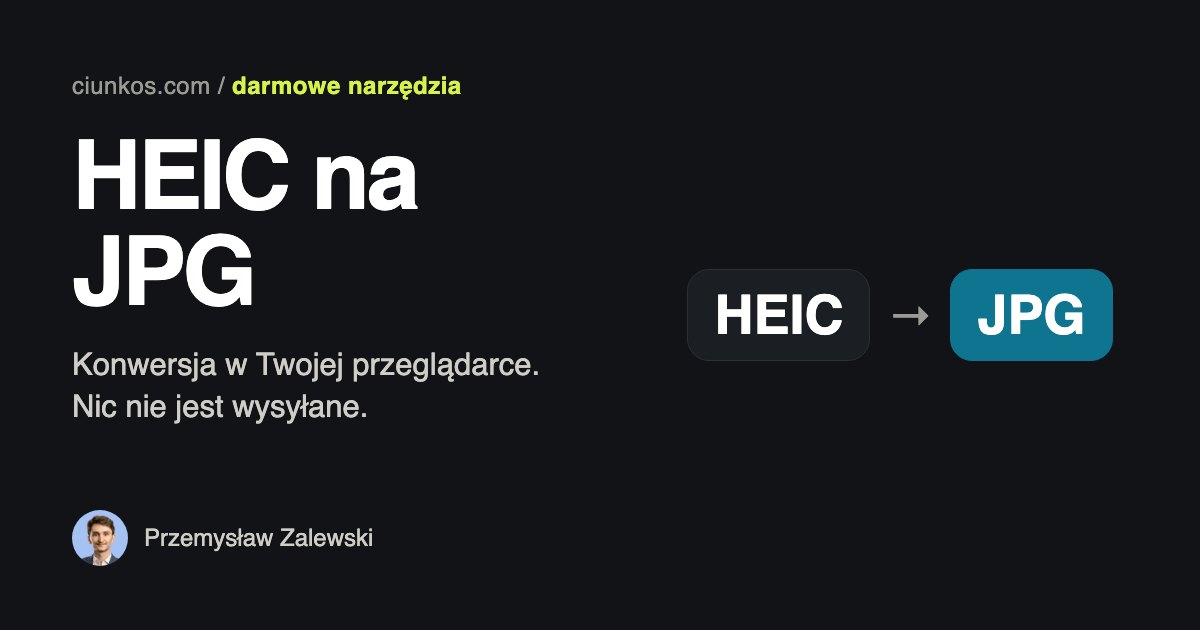 ciunkos.com / darmowe narzędzia
HEIC na
JPG
Konwersja w Twojej przeglądarce.
Nic nie jest wysyłane.
HEIC → JPG
Przemysław Zalewski